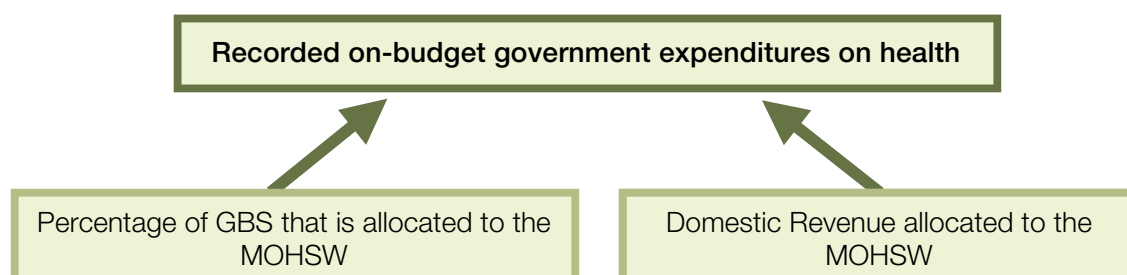 Recorded on-budget government expenditures on health
Percentage of GBS that is allocated to the
MOHSW
Domestic Revenue allocated to the
MOHSW